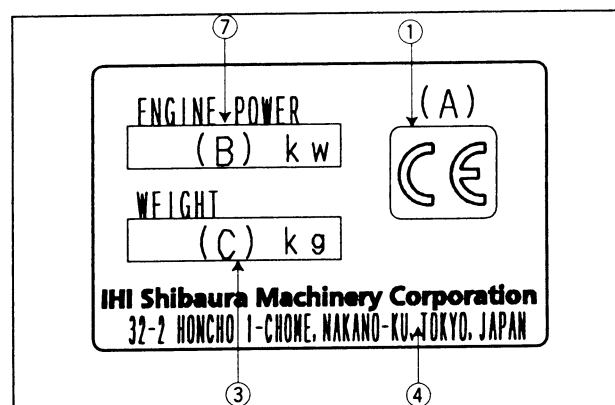 ⑦ ①
ENGINE POWER (A)
(B) kw CE
WEIGHT
(C) kg
IHI Shibaura Machinery Corporation
32-2 HONCHO 1-CHOME, NAKANO-KU, TOKYO, JAPAN
③ ④